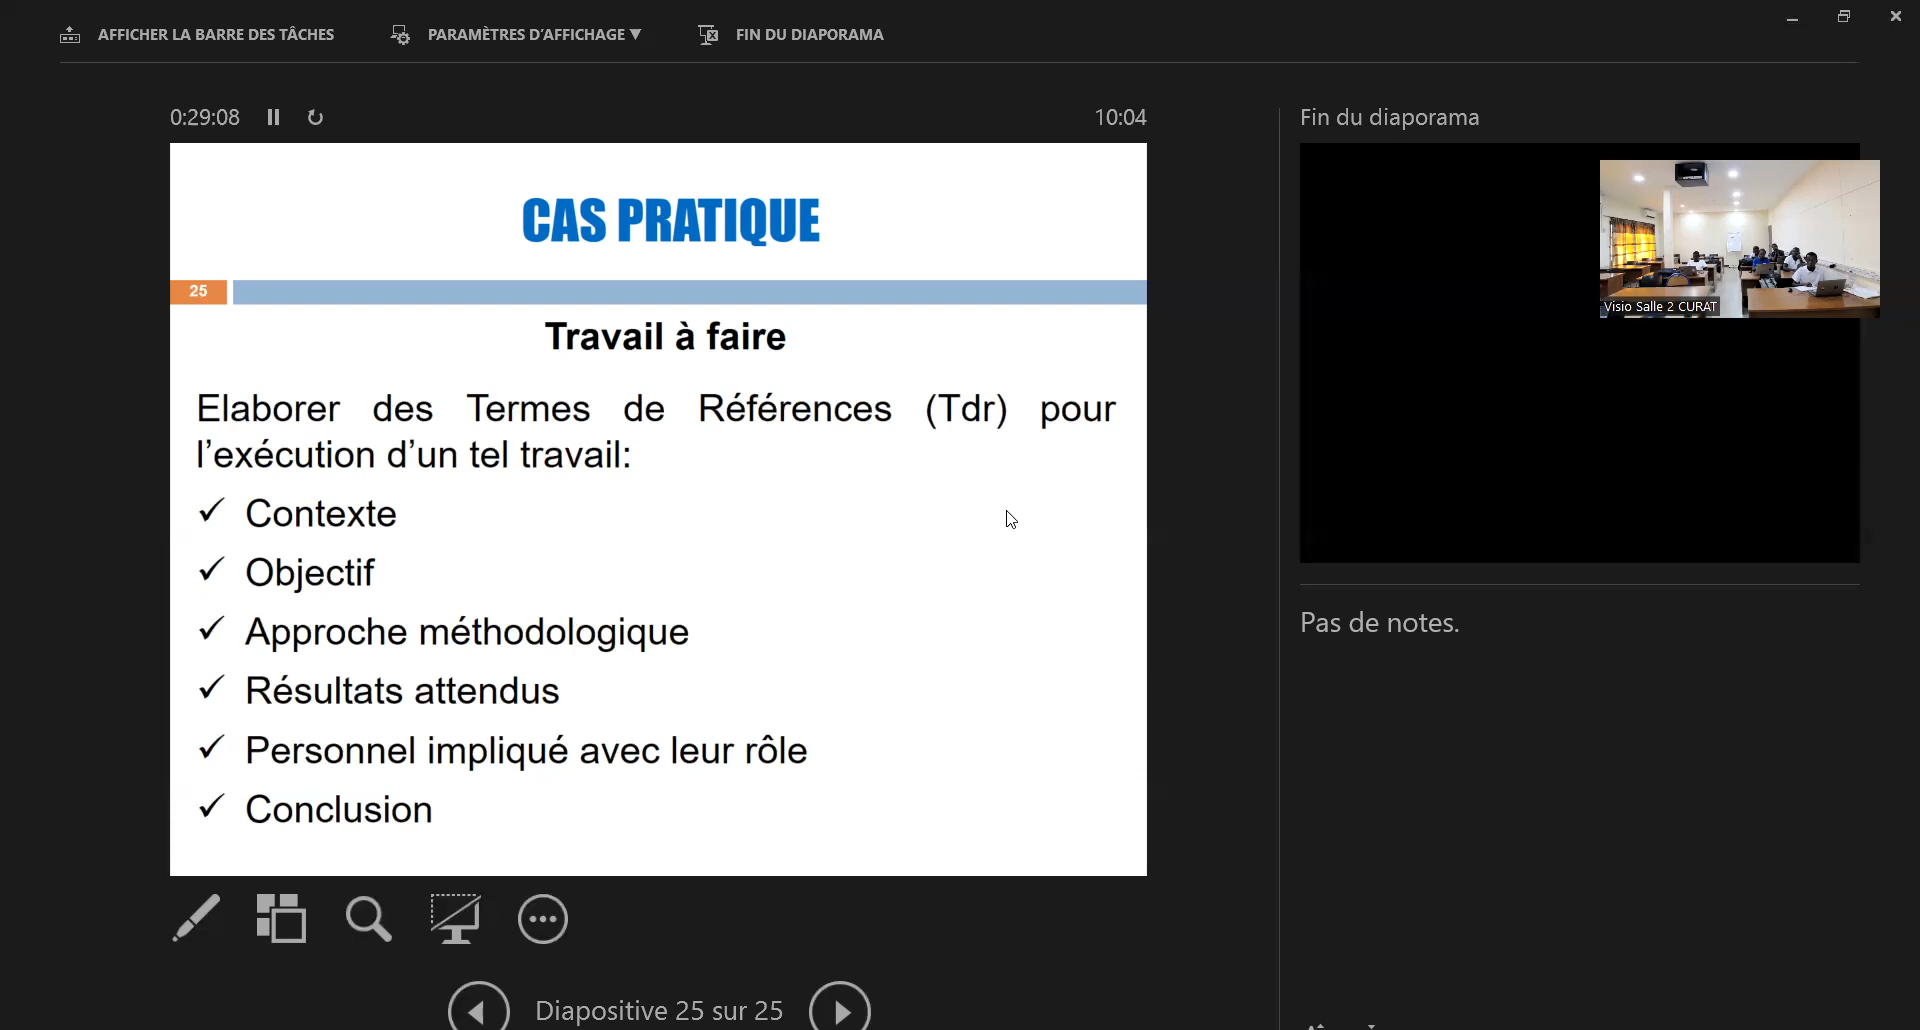 AFFICHER LA BARRE DES TÂCHES
PARAMÈTRES D'AFFICHAGE ▼
FIN DU DIAPORAMA
0:29:08
10:04
CAS PRATIQUE
25
Travail à faire
Elaborer des Termes de Références (Tdr) pour
l'exécution d'un tel travail:
✓ Contexte
✓ Objectif
✓ Approche méthodologique
✓ Résultats attendus
✓ Personnel impliqué avec leur rôle
✓ Conclusion
Diapositive 25 sur 25
Fin du diaporama
Visio Salle 2 CURAT
Pas de notes.